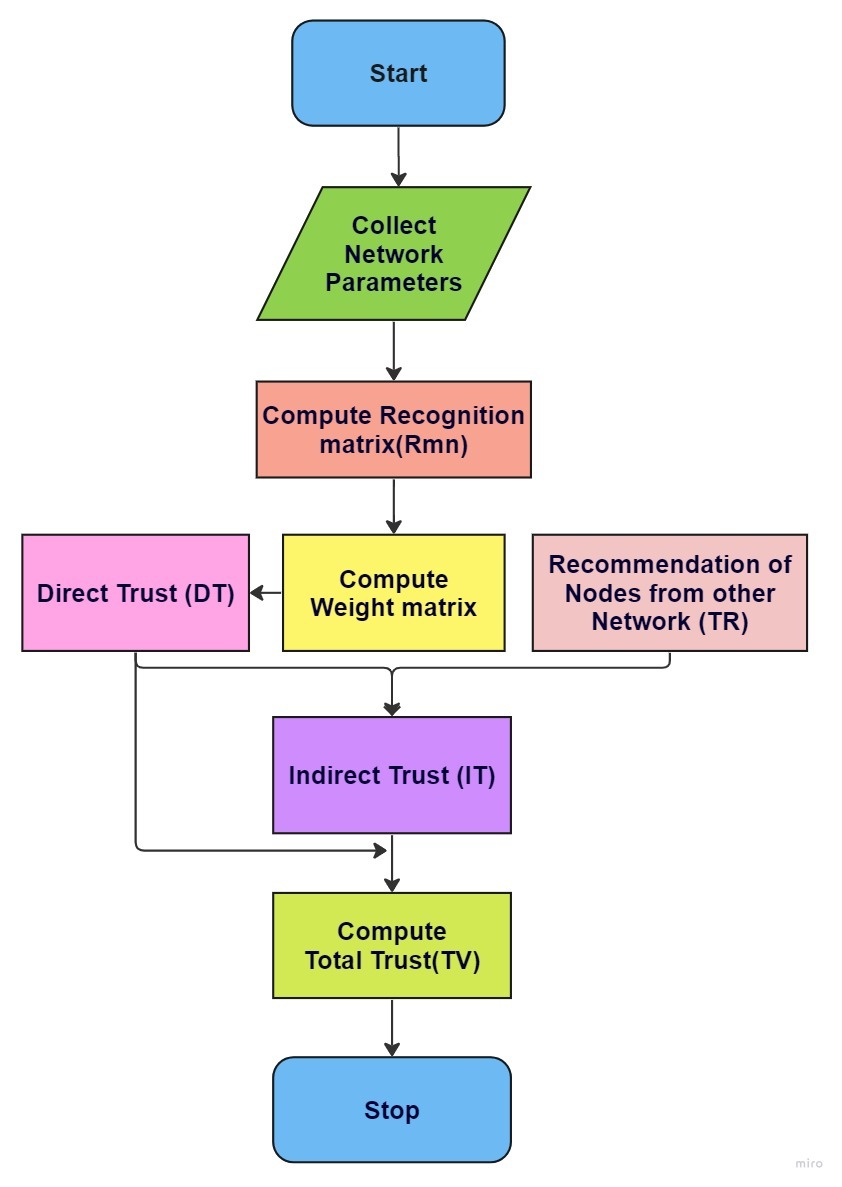 Start
Collect
Network
Parameters
Compute Recognition
matrix(Rmn)
Direct Trust (DT)
Compute
Weight matrix
Recommendation of
Nodes from other
Network (TR)
Indirect Trust (IT)
Compute
Total Trust(TV)
Stop
miro